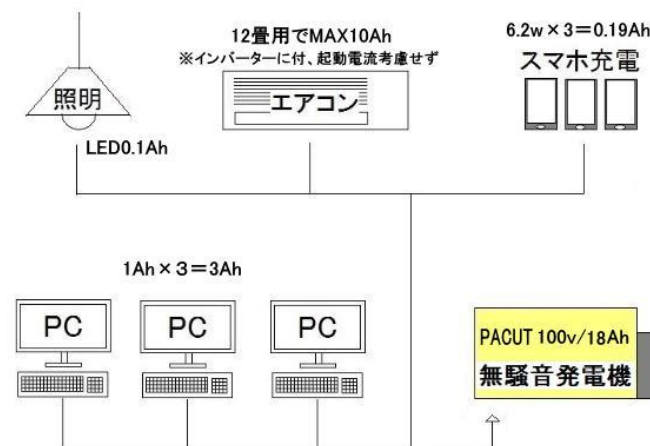 12畳用でMAX10Ah
※インバーターに付、起動電流考慮せず
エアコン
6.2w×3=0.19Ah
スマホ充電
照明
LED0.1Ah
1Ah×3=3Ah
PC
PC
PC
PACUT 100v/18Ah
無騒音発電機